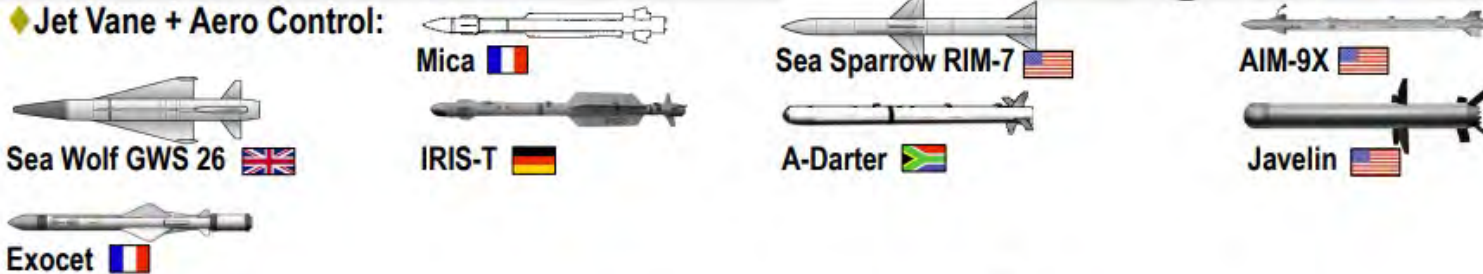 Jet Vane + Aero Control:
Mica
Sea Sparrow RIM-7
AIM-9X
Sea Wolf GWS 26
IRIS-T
A-Darter
Javelin
Exocet